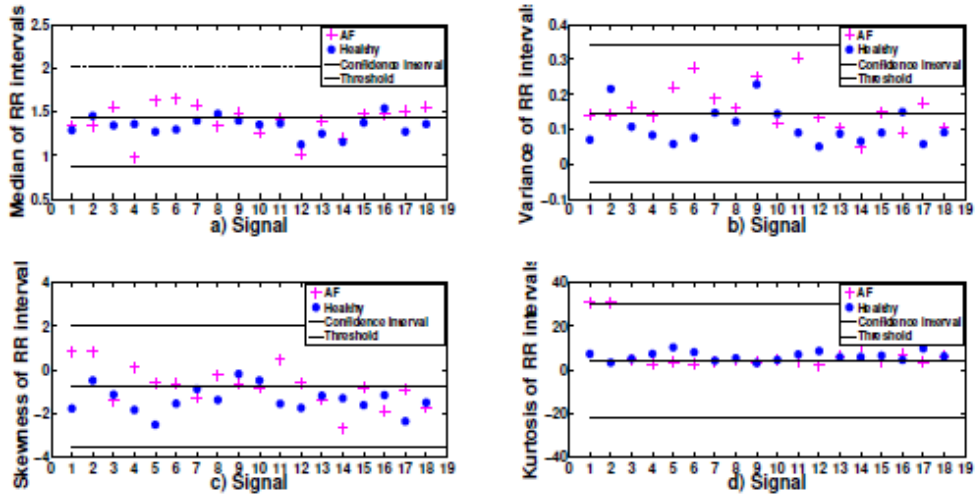 Median of RR intervals
2.5
2
1.5
1
0.5
0 1 2 3 4 5 6 7 8 9 10 11 12 13 14 15 16 17 18 19
a) Signal
AF
Healthy
Confidence Interval
Threshold
Variance of RR intervals
0.4
0.3
0.2
0.1
0
−0.1
0 1 2 3 4 5 6 7 8 9 10 11 12 13 14 15 16 17 18 19
b) Signal
AF
Healthy
Confidence Interval
Threshold
Skewness of RR interval
4
2
0
−2
−4
0 1 2 3 4 5 6 7 8 9 10 11 12 13 14 15 16 17 18 19
c) Signal
AF
Healthy
Confidence Interval
Threshold
Kurtosis of RR intervals
40
20
0
−20
−40
0 1 2 3 4 5 6 7 8 9 10 11 12 13 14 15 16 17 18 19
d) Signal
AF
Healthy
Confidence Interval
Threshold